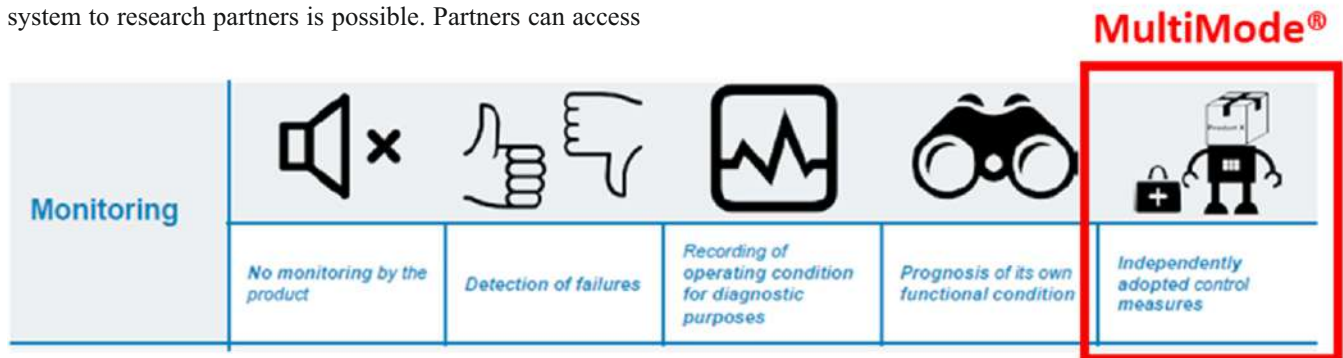 system to research partners is possible. Partners can access
MultiMode®
Monitoring
No monitoring by the
product
Detection of failures
Recording of
operating condition
for diagnostic
purposes
Prognosis of its own
functional condition
Independently
adopted control
measures
Product X